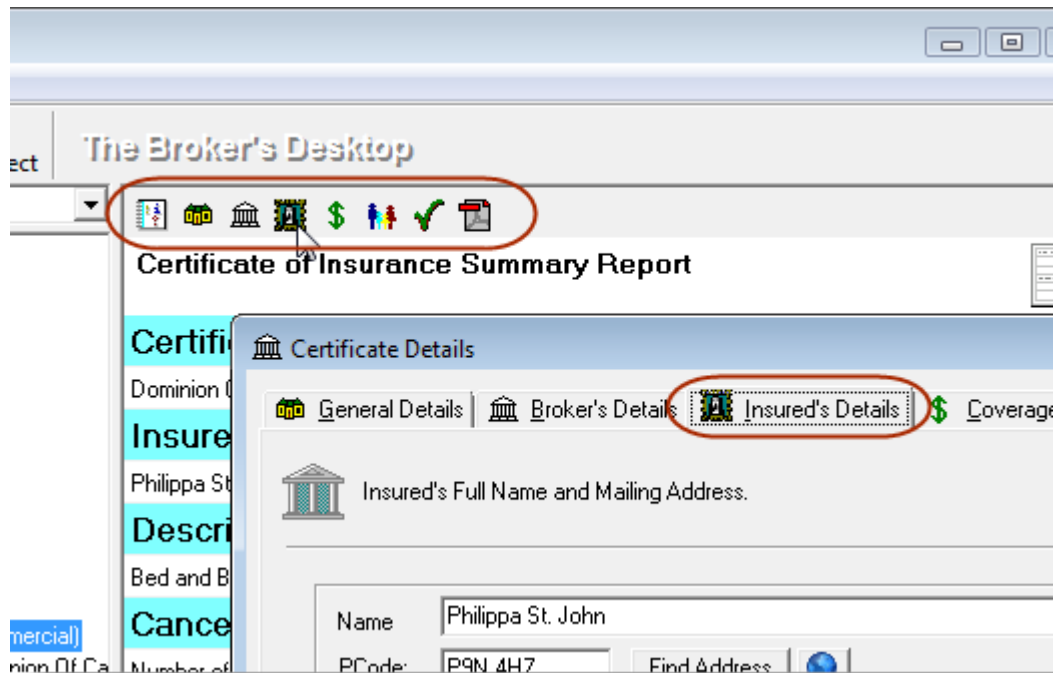 ect
The Broker's Desktop
Certificate of Insurance Summary Report
Certifi
Dominion
Insure
Philippa St
Descri
Bed and B
Cance
Number of
mercial)
nion Of Ca
Certificate Details
General Details
Broker's Details
Insured's Details
Coverage
Insured's Full Name and Mailing Address.
Name
Philippa St. John
PCode:
P9N 4H7
Find Address